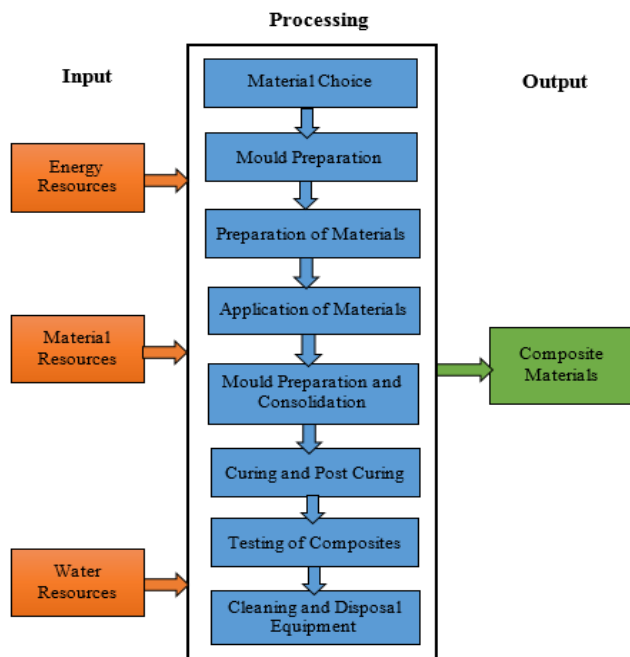 Processing
Input
Output
Material Choice
Mould Preparation
Energy
Resources
Preparation of Materials
Application of Materials
Material
Resources
Composite
Materials
Mould Preparation and
Consolidation
Curing and Post Curing
Testing of Composites
Water
Resources
Cleaning and Disposal
Equipment